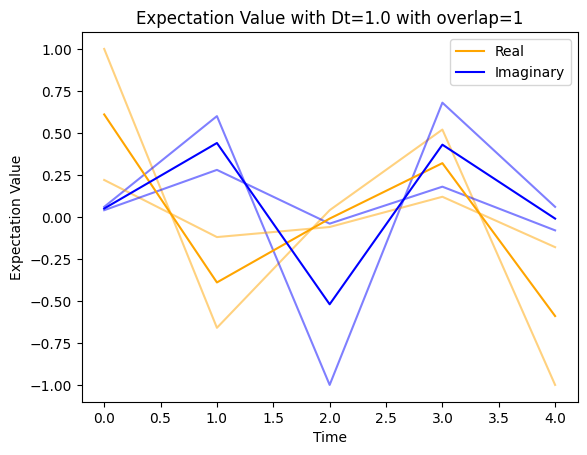 Expectation Value with Dt=1.0 with overlap=1
Real
Imaginary
Expectation Value
1.00
0.75
0.50
0.25
0.00
−0.25
−0.50
−0.75
−1.00
0.0 0.5 1.0 1.5 2.0 2.5 3.0 3.5 4.0
Time